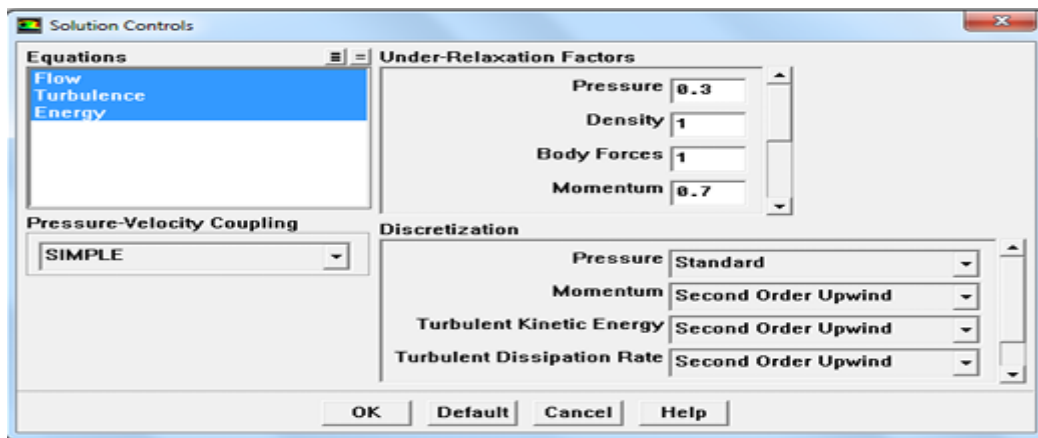 Solution Controls
Equations
Flow
Turbulence
Energy
Pressure-Velocity Coupling
SIMPLE
Under-Relaxation Factors
Pressure 0.3
Density 1
Body Forces 1
Momentum 0.7
Discretization
Pressure Standard
Momentum Second Order Upwind
Turbulent Kinetic Energy Second Order Upwind
Turbulent Dissipation Rate Second Order Upwind
OK Default Cancel Help